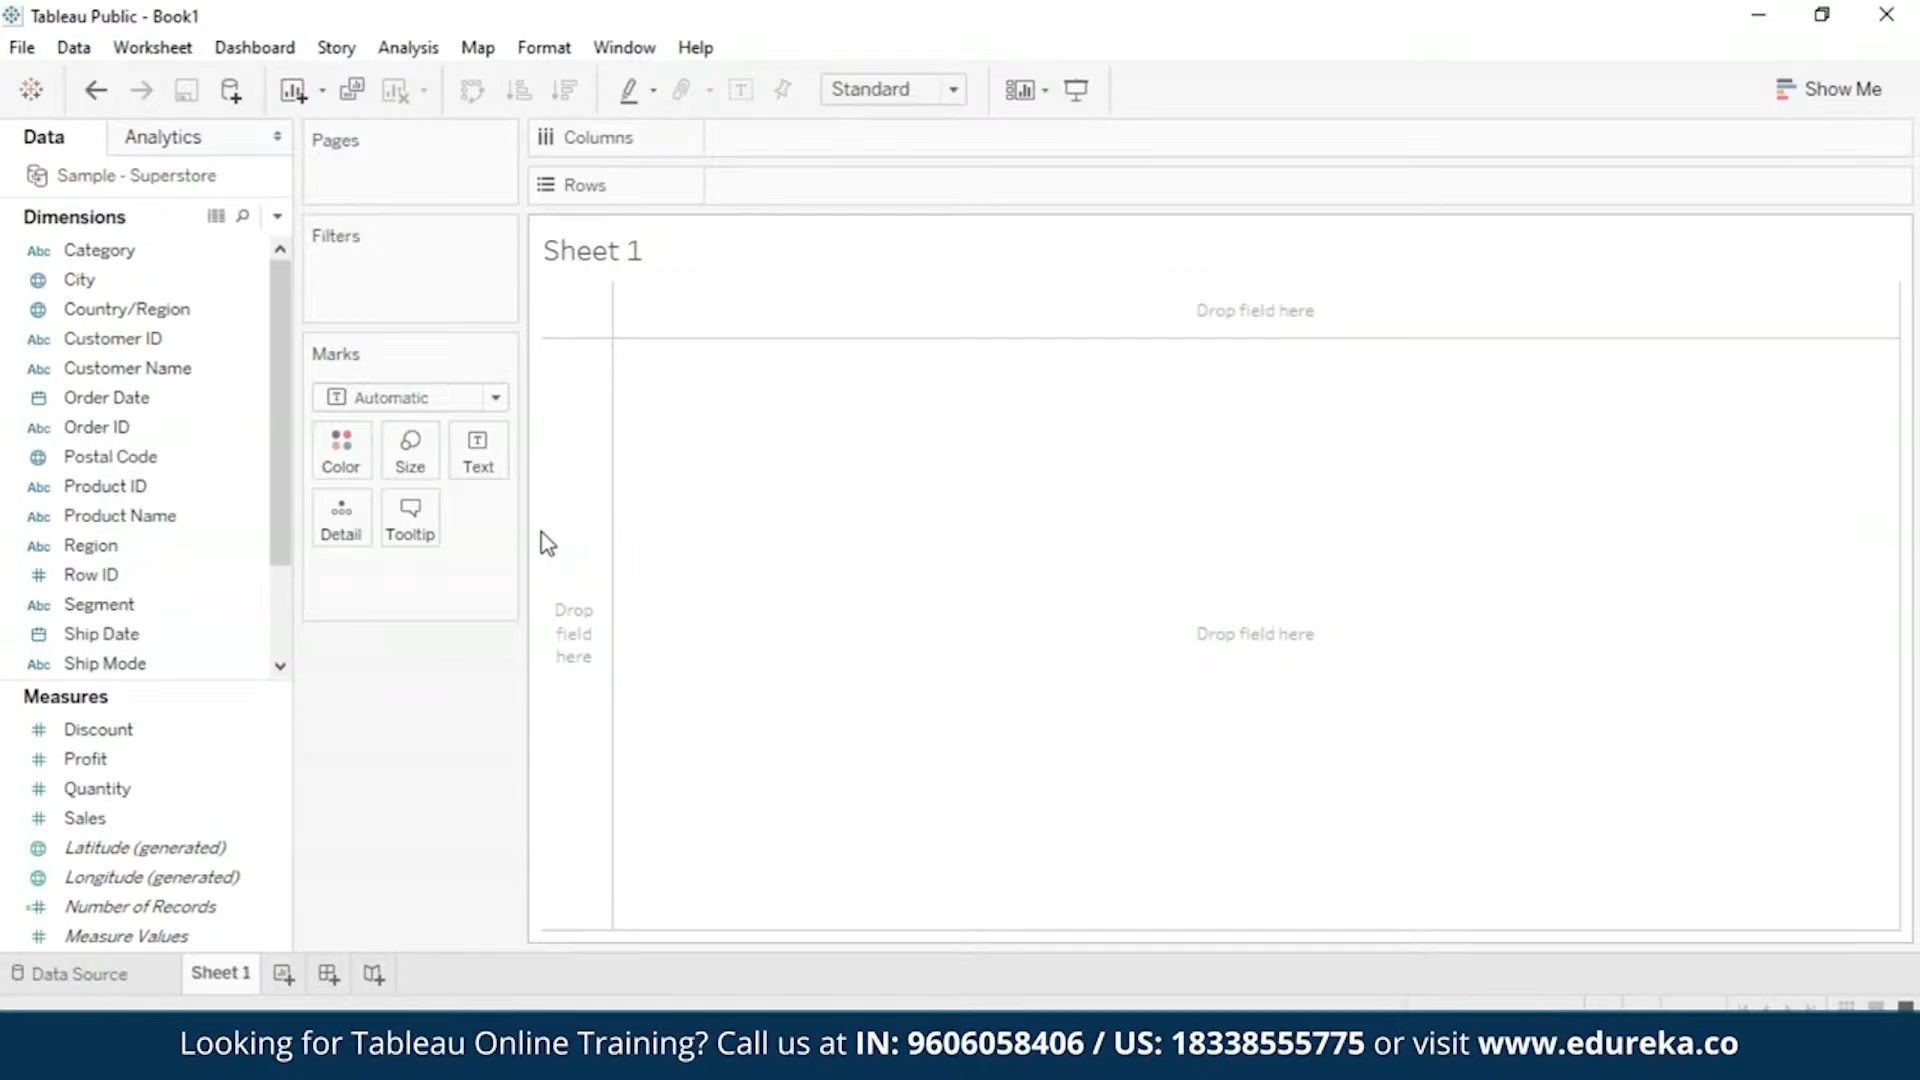 Tableau Public - Book1
File Data Worksheet Dashboard Story Analysis Map Format Window Help
Standard
Show Me
Data Analytics
Sample - Superstore
Dimensions
Abc Category
City
Country/Region
Abc Customer ID
Abc Customer Name
Order Date
Abc Order ID
Postal Code
Abc Product ID
Abc Product Name
Abc Region
# Row ID
Abc Segment
Ship Date
Abc Ship Mode
Measures
# Discount
# Profit
# Quantity
# Sales
Latitude (generated)
Longitude (generated)
=# Number of Records
# Measure Values
Pages
Filters
Marks
T Automatic
Color Size Text
Detail Tooltip
Columns
Rows
Sheet 1
Drop field here
Drop
field
here
Drop field here
Data Source Sheet 1
Looking for Tableau Online Training? Call us at IN: 9606058406 / US: 18338555775 or visit www.edureka.co